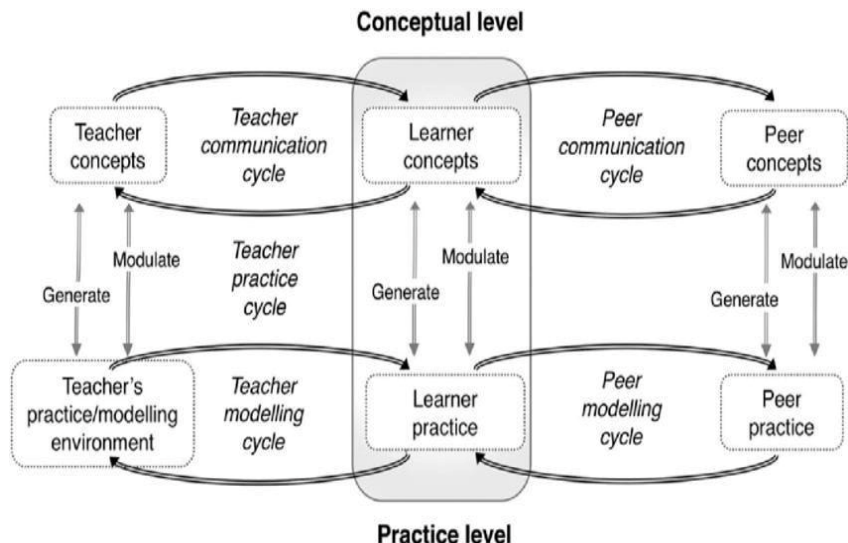 Conceptual level
Teacher
concepts
Teacher
communication
cycle
Learner
concepts
Peer
communication
cycle
Peer
concepts
Generate
Modulate
Teacher
practice
cycle
Generate
Modulate
Generate
Modulate
Teacher's
practice/modelling
environment
Teacher
modelling
cycle
Learner
practice
Peer
modelling
cycle
Peer
practice
Practice level